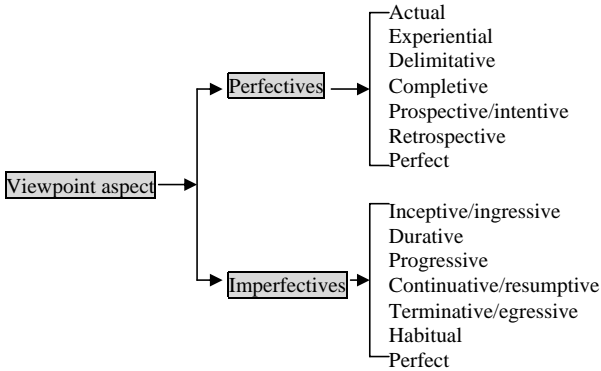 Actual
Experiential
Delimitative
Perfectives
Completive
Prospective/intentive
Retrospective
Perfect
Viewpoint aspect
Inceptive/ingressive
Durative
Progressive
Imperfectives
Continuative/resumptive
Terminative/egressive
Habitual
Perfect